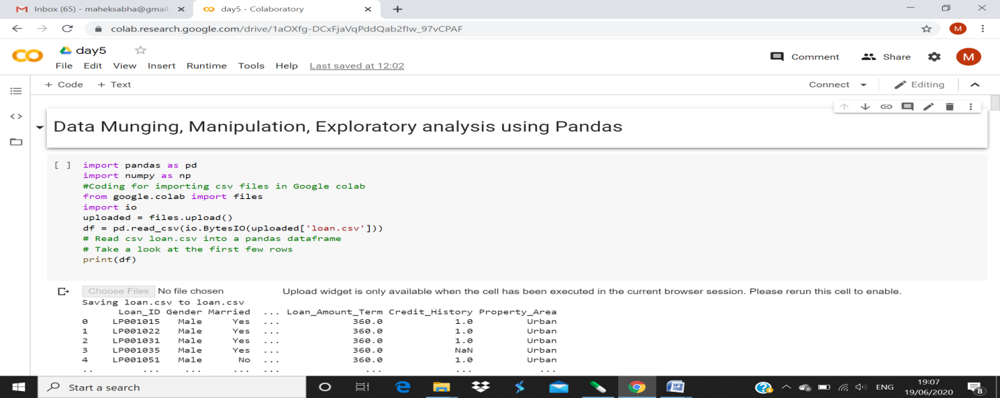 Inbox (65) - maheksabha@gmail
day5 - Colaboratory
colab.research.google.com/drive/1aOXfg-DCxFjaVqPddQab2fIw_97vCPAF
M
day5
Comment Share M
File Edit View Insert Runtime Tools Help Last saved at 12:02
+ Code + Text Connect Editing
Data Munging, Manipulation, Exploratory analysis using Pandas
[ ] import pandas as pd
import numpy as np
#Coding for importing csv files in Google colab
from google.colab import files
import io
uploaded = files.upload()
df = pd.read_csv(io.BytesIO(uploaded['loan.csv']))
# Read csv loan.csv into a pandas dataframe
# Take a look at the first few rows
print(df)
Choose Files No file chosen Upload widget is only available when the cell has been executed in the current browser session. Please rerun this cell to enable.
Saving loan.csv to loan.csv
Loan_ID Gender Married ... Loan_Amount_Term Credit_History Property_Area
0 LP001015 Male Yes ... 360.0 1.0 Urban
1 LP001022 Male Yes ... 360.0 1.0 Urban
2 LP001031 Male Yes ... 360.0 1.0 Urban
3 LP001035 Male Yes ... 360.0 NaN Urban
4 LP001051 Male No ... 360.0 1.0 Urban
.. ... ... ... ... ... ... ...
Start a search
ENG
19:07
19/06/2020
8